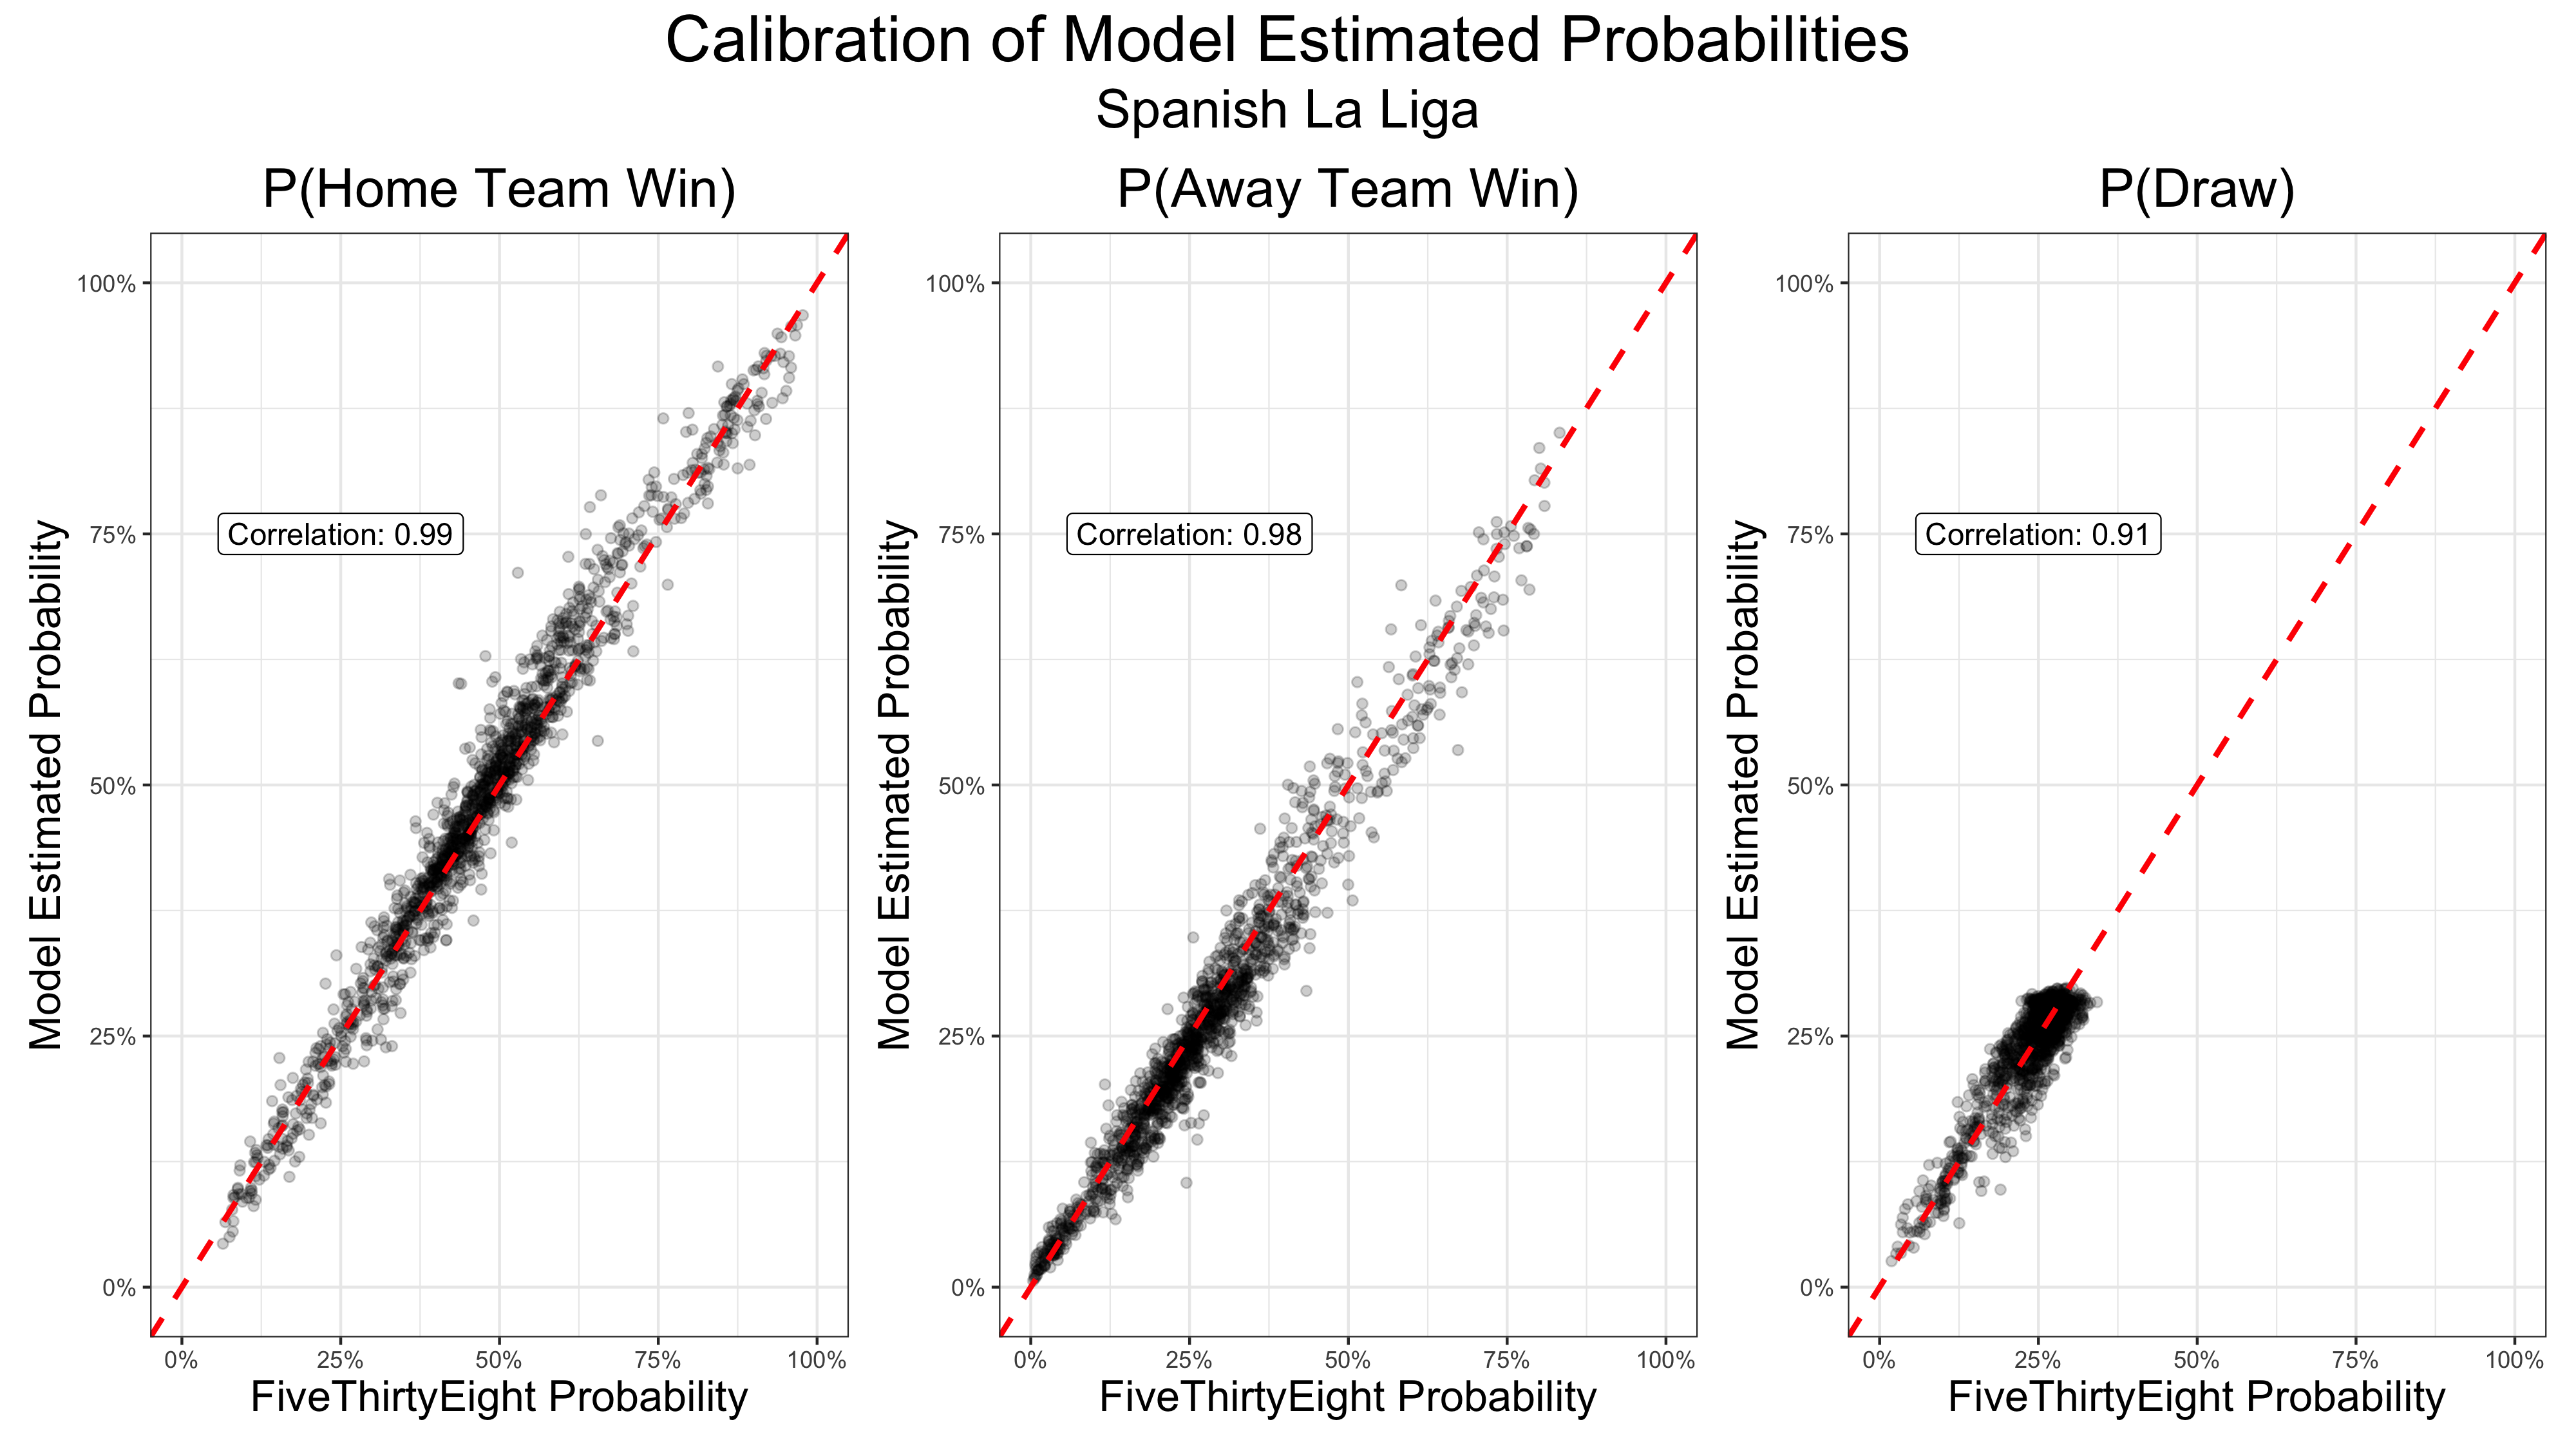 Calibration of Model Estimated Probabilities
Spanish La Liga
P(Home Team Win)
Model Estimated Probability
100%
75%
50%
25%
0%
Correlation: 0.99
0% 25% 50% 75% 100%
FiveThirtyEight Probability
P(Away Team Win)
Model Estimated Probability
100%
75%
50%
25%
0%
Correlation: 0.98
0% 25% 50% 75% 100%
FiveThirtyEight Probability
P(Draw)
Model Estimated Probability
100%
75%
50%
25%
0%
Correlation: 0.91
0% 25% 50% 75% 100%
FiveThirtyEight Probability